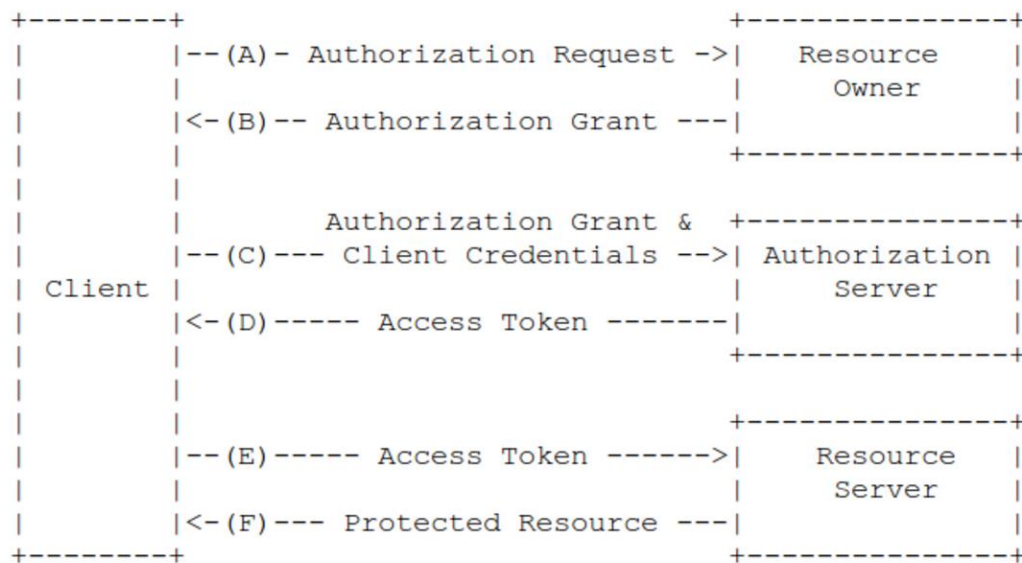 +--------+                               +---------------+
|        |--(A)- Authorization Request ->|   Resource    |
|        |                               |     Owner     |
|        |<-(B)-- Authorization Grant ---|               |
|        |                               +---------------+
|        |
|        |        Authorization Grant &  +---------------+
|        |--(C)--- Client Credentials -->| Authorization |
| Client |                               |     Server    |
|        |<-(D)----- Access Token -------|               |
|        |                               +---------------+
|        |
|        |                               +---------------+
|        |--(E)----- Access Token ------>|    Resource   |
|        |                               |     Server    |
|        |<-(F)--- Protected Resource ---|               |
+--------+                               +---------------+